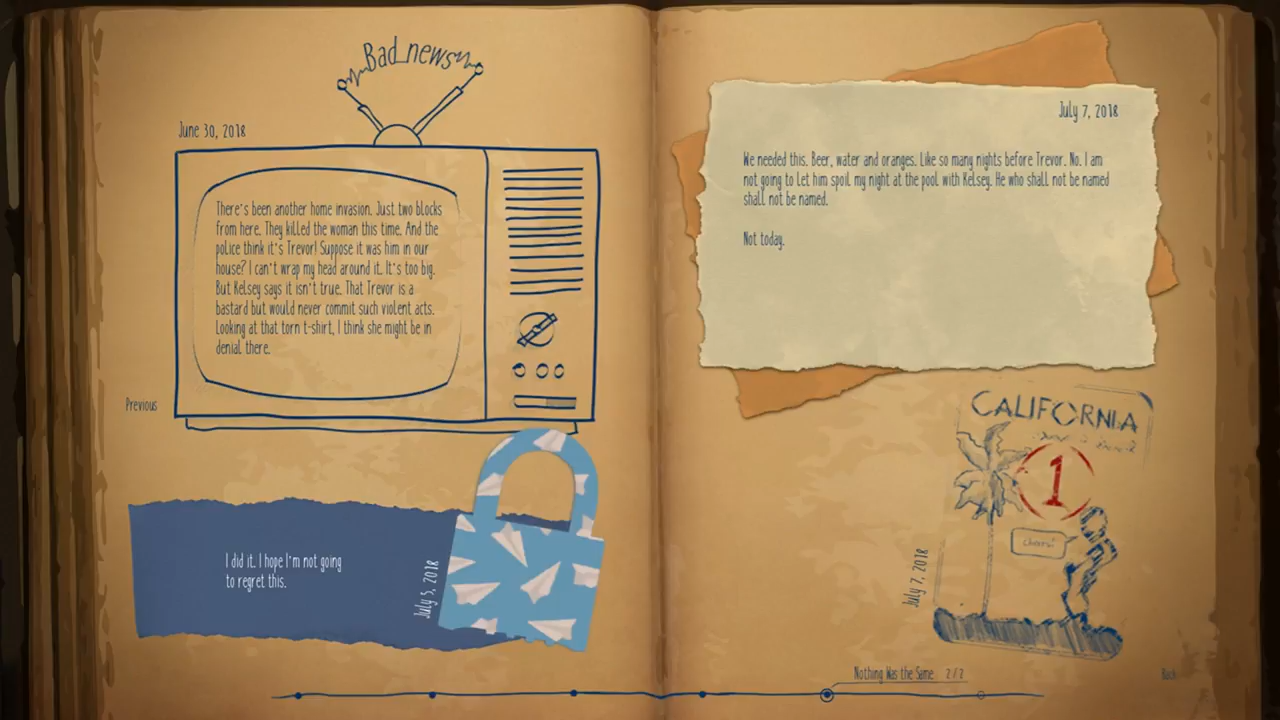 Bad news
June 30, 2018
There's been another home invasion. Just two blocks
from here. They killed the woman this time. And the
police think it's Trevor! Suppose it was him in our
house? I can't wrap my head around it. It's too big.
But Kelsey says it isn't true. That Trevor is a
bastard but would never commit such violent acts.
Looking at that torn t-shirt, I think she might be in
denial there.
Previous
I did it. I hope I'm not going
to regret this.
July 3, 2018
July 7, 2018
We needed this. Beer, water and oranges. Like so many nights before Trevor. No. I am
not going to let him spoil my night at the pool with Kelsey. He who shall not be named
shall not be named.
Not today.
CALIFORNIA
1
cheers!
July 7, 2018
Nothing Was the Same 2/2
Back